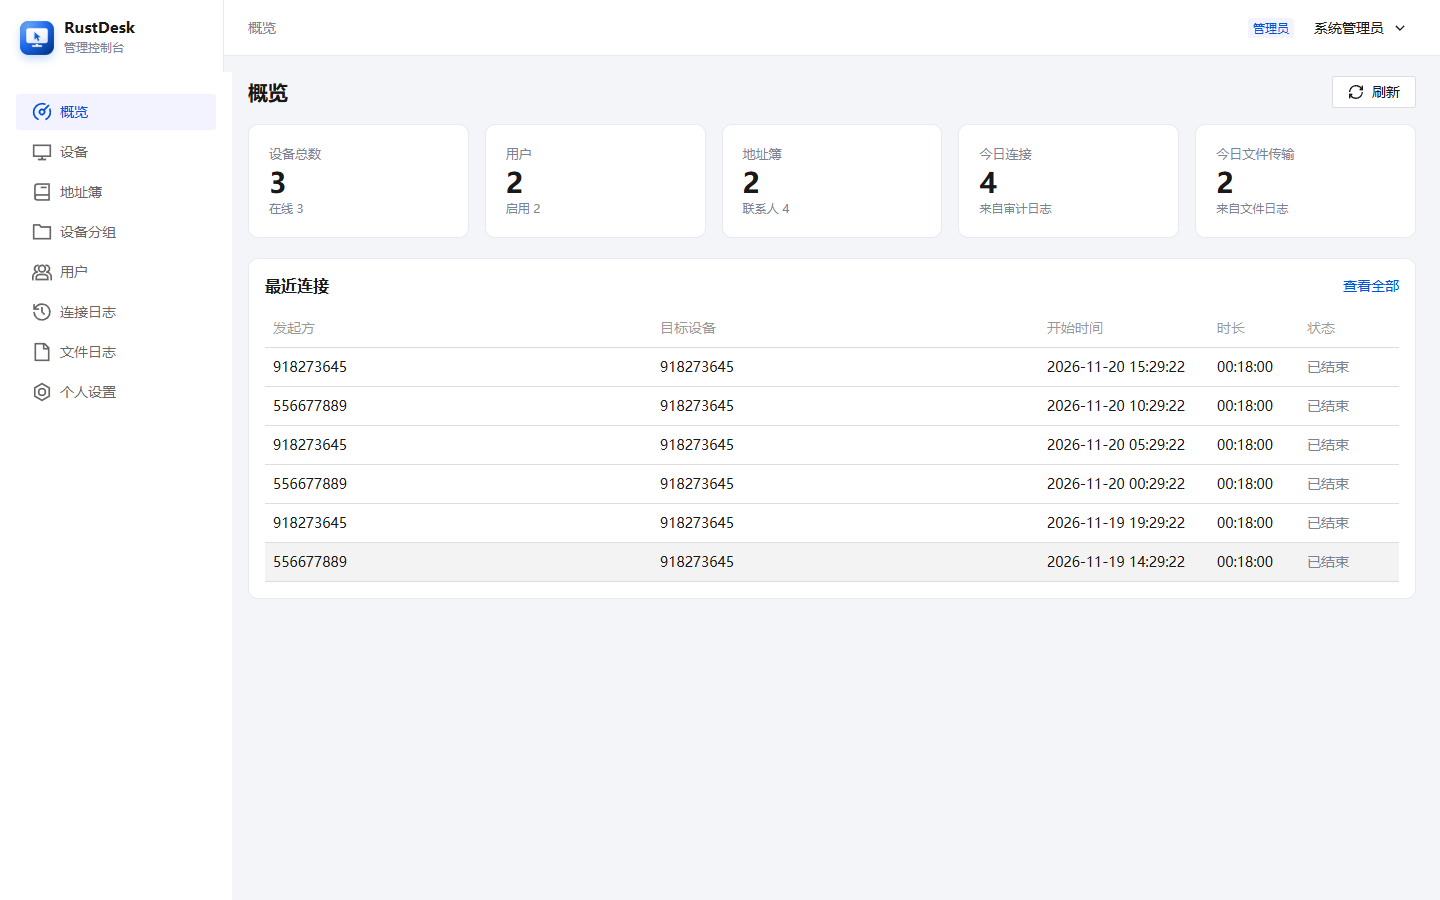 RustDesk
管理控制台
概览
设备
地址簿
设备分组
用户
连接日志
文件日志
个人设置
概览
管理员 系统管理员
概览
刷新
设备总数
3
在线 3
用户
2
启用 2
地址簿
2
联系人 4
今日连接
4
来自审计日志
今日文件传输
2
来自文件日志
最近连接
查看全部
发起方 目标设备 开始时间 时长 状态
918273645 918273645 2026-11-20 15:29:22 00:18:00 已结束
556677889 918273645 2026-11-20 10:29:22 00:18:00 已结束
918273645 918273645 2026-11-20 05:29:22 00:18:00 已结束
556677889 918273645 2026-11-20 00:29:22 00:18:00 已结束
918273645 918273645 2026-11-19 19:29:22 00:18:00 已结束
556677889 918273645 2026-11-19 14:29:22 00:18:00 已结束